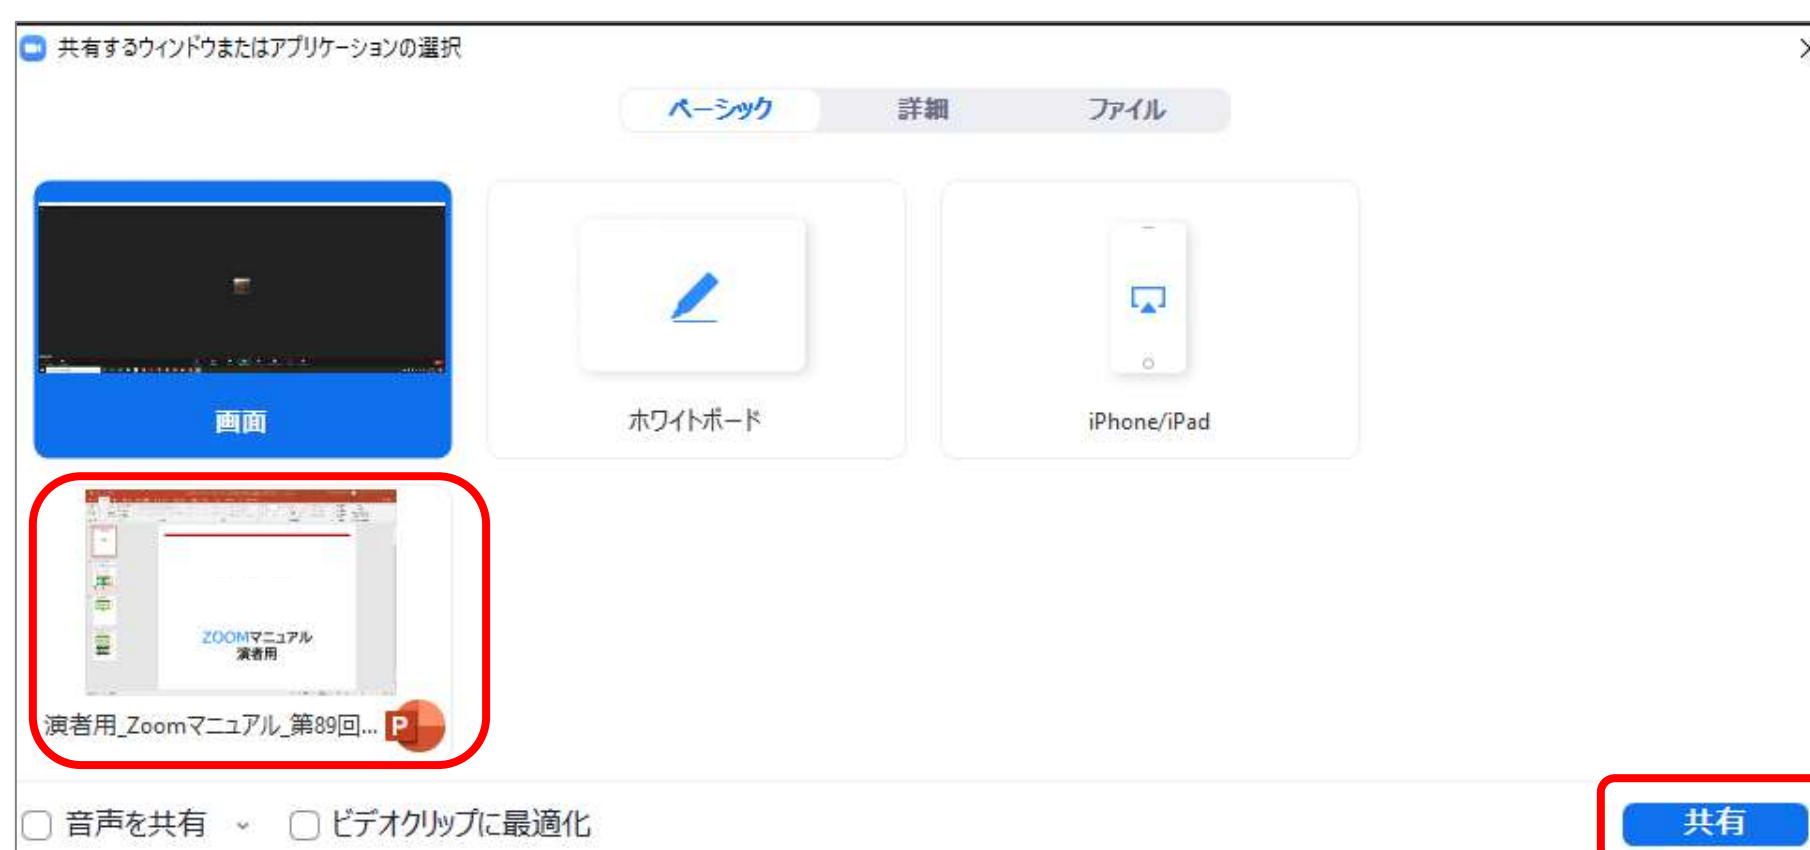 共有するウィンドウまたはアプリケーションの選択
ベーシック 詳細 ファイル
画面
ホワイトボード
iPhone/iPad
ZOOMマニュアル
演者用
演者用_Zoomマニュアル_第89回...
P
音声を共有
ビデオクリップに最適化
共有